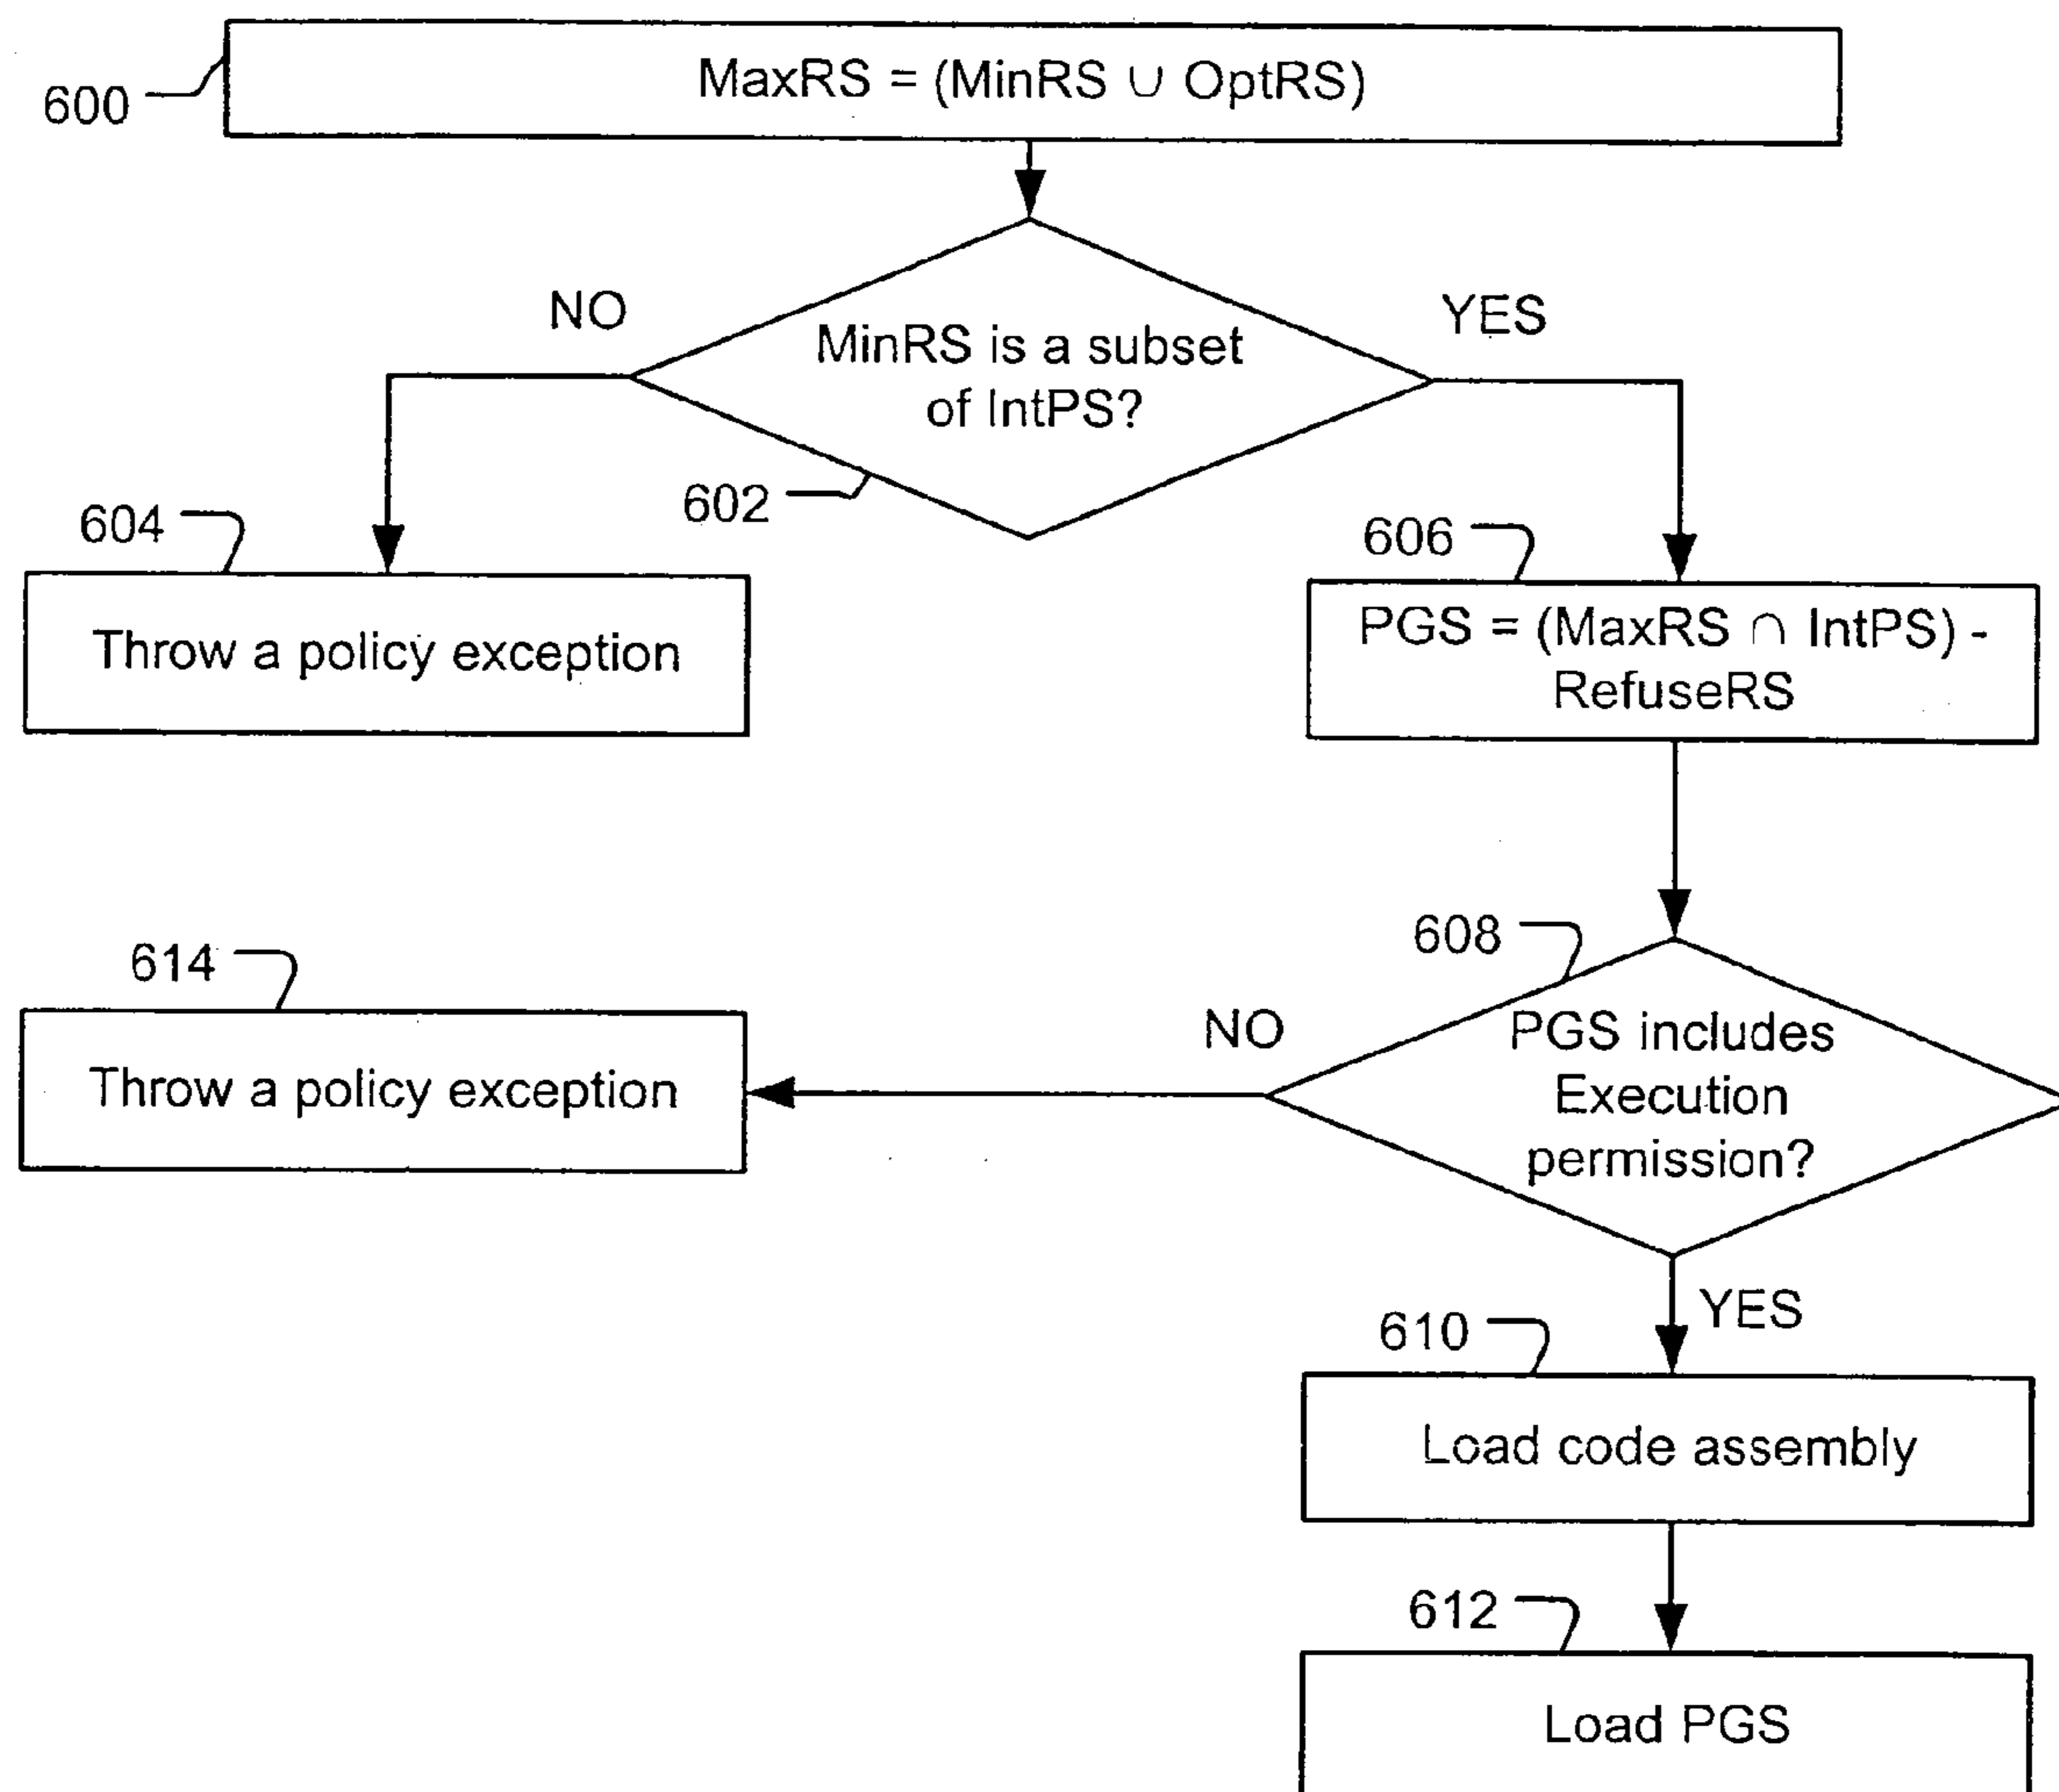 600
MaxRS = (MinRS ∪ OptRS)
NO
YES
MinRS is a subset
of IntPS?
602
604
Throw a policy exception
606
PGS = (MaxRS ∩ IntPS) -
RefuseRS
608
614
NO
PGS includes
Execution
permission?
Throw a policy exception
YES
610
Load code assembly
612
Load PGS